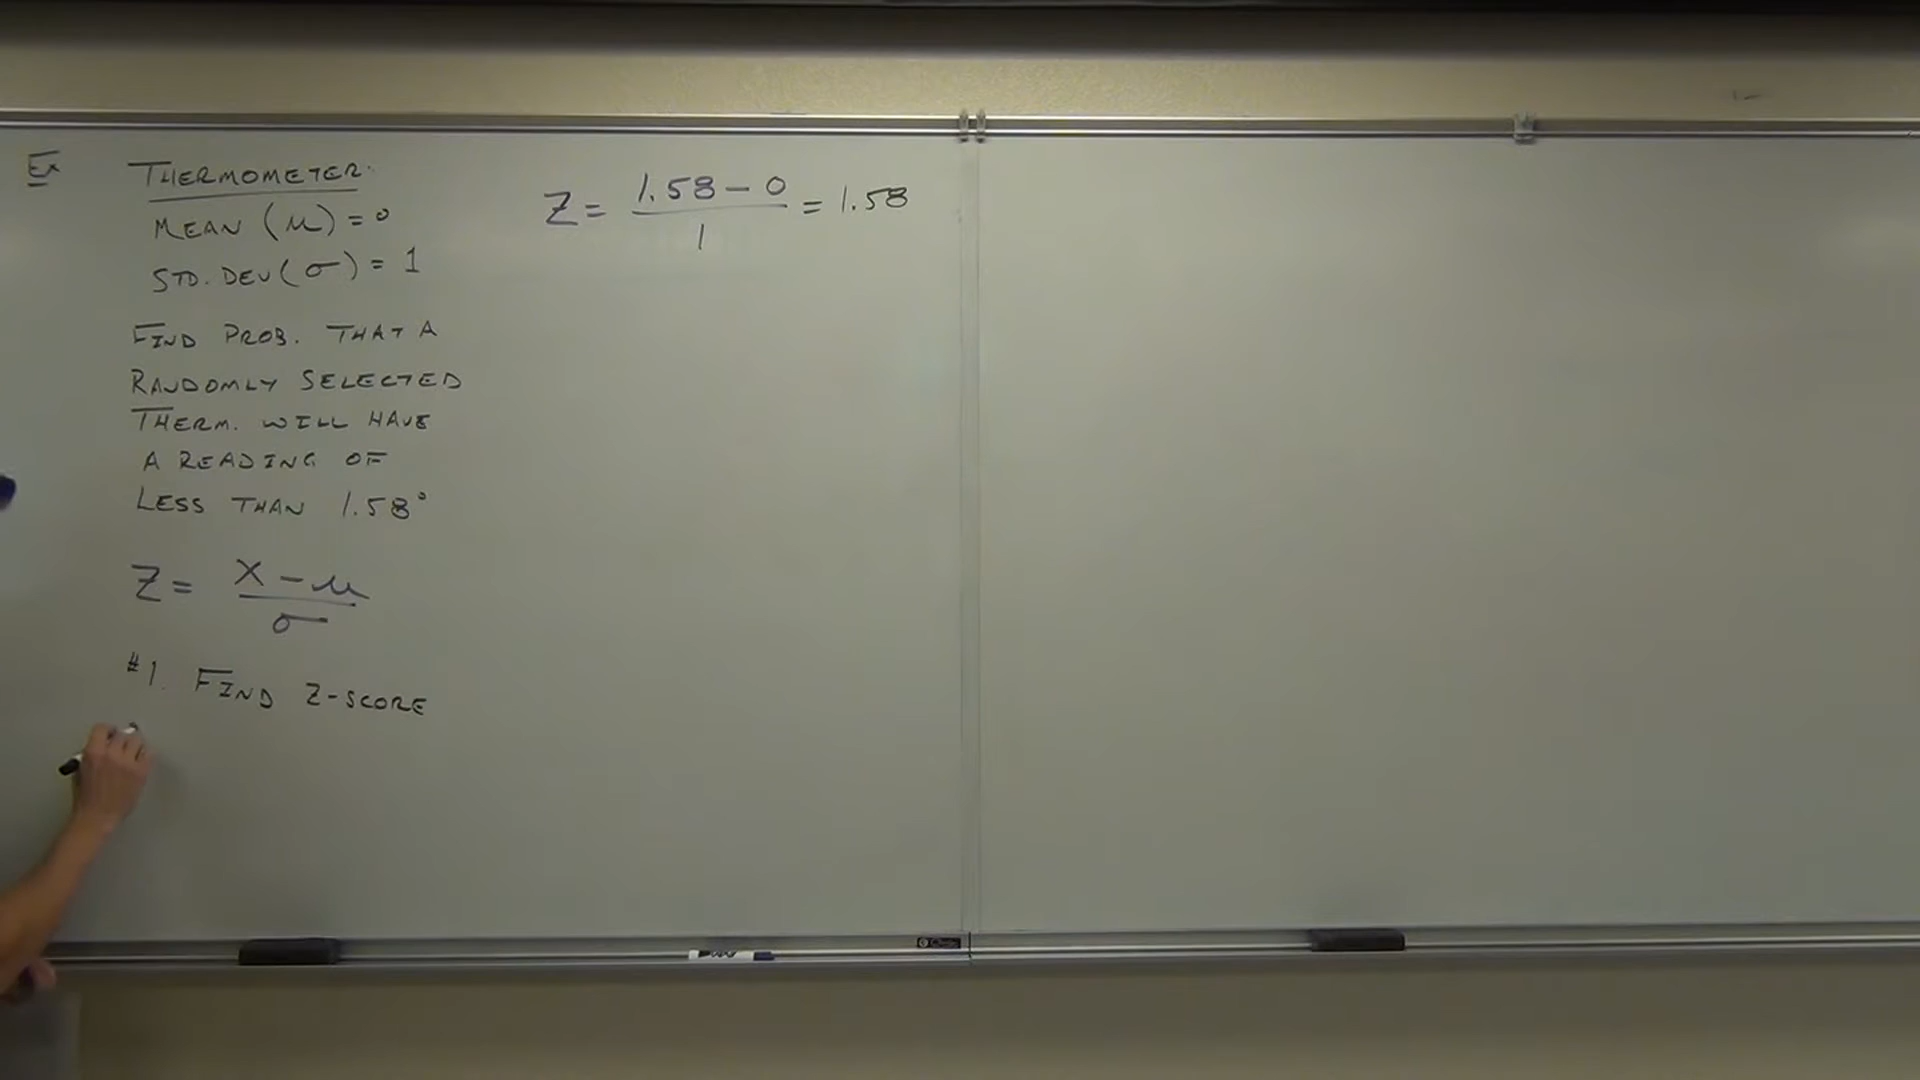 Ex
THERMOMETER.
MEAN (μ) = 0
STD. DEV (σ) = 1
FIND PROB. THAT A
RANDOMLY SELECTED
THERM. WILL HAVE
A READING OF
LESS THAN 1.58°
Z = (X - μ) / σ
#1. FIND Z-SCORE
Z = (1.58 - 0) / 1 = 1.58